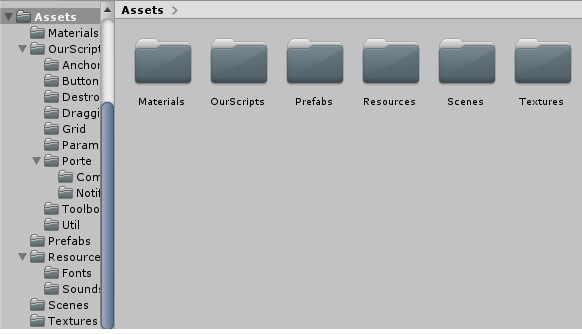 Assets
Materials
OurScript
Anchor
Button
Destro
Draggi
Grid
Param
Porte
Com
Notif
Toolbo
Util
Prefabs
Resource
Fonts
Sounds
Scenes
Textures
Assets
Materials OurScripts Prefabs Resources Scenes Textures